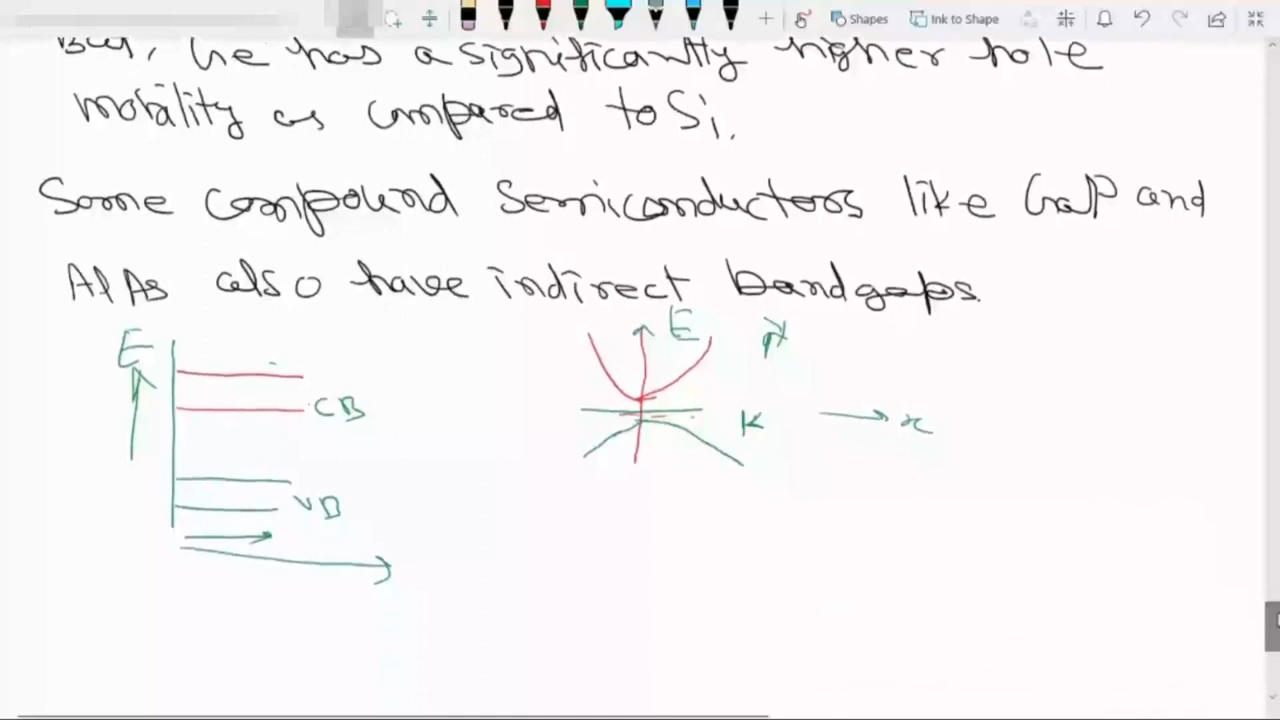 Shapes Ink to Shape
But, Ge has a significantly higher hole
mobility as compared to Si.
Some compound semiconductors like GaP and
AlAs also have indirect bandgaps.
E
CB
VB
E
K
x